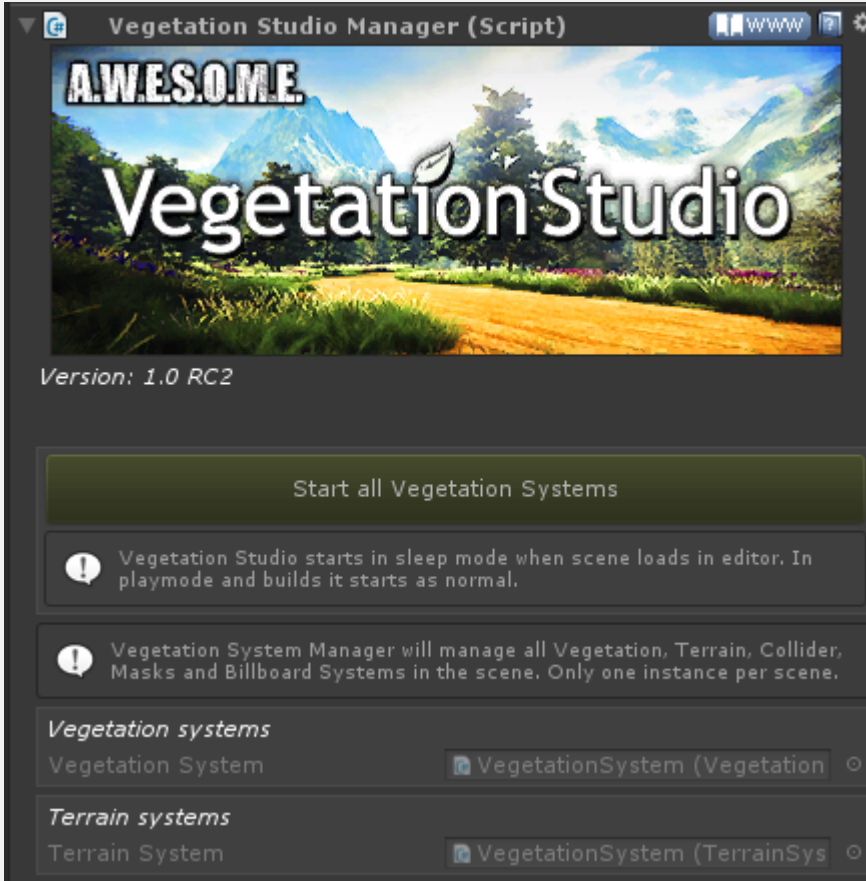 Vegetation Studio Manager (Script)
WWW
A.W.E.S.O.M.E.
VegetationStudio
Version: 1.0 RC2
Start all Vegetation Systems
Vegetation Studio starts in sleep mode when scene loads in editor. In
playmode and builds it starts as normal.
Vegetation System Manager will manage all Vegetation, Terrain, Collider,
Masks and Billboard Systems in the scene. Only one instance per scene.
Vegetation systems
Vegetation System VegetationSystem (Vegetation
Terrain systems
Terrain System VegetationSystem (TerrainSys